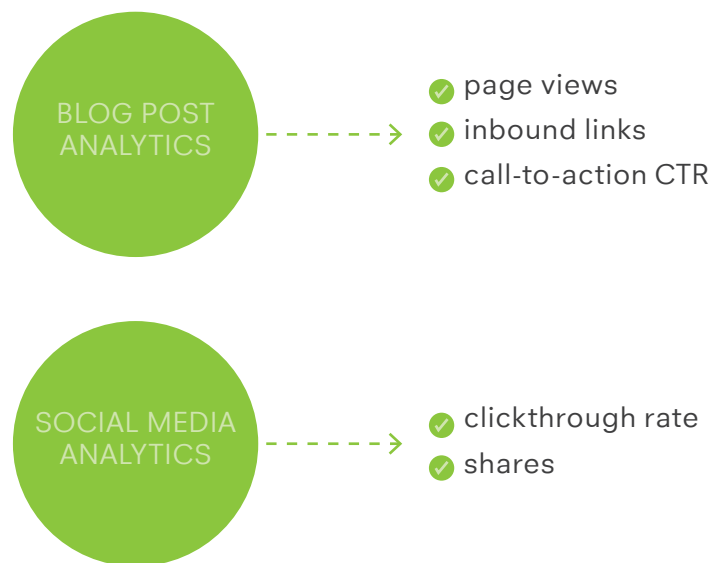 BLOG POST
ANALYTICS
page views
inbound links
call-to-action CTR
SOCIAL MEDIA
ANALYTICS
clickthrough rate
shares